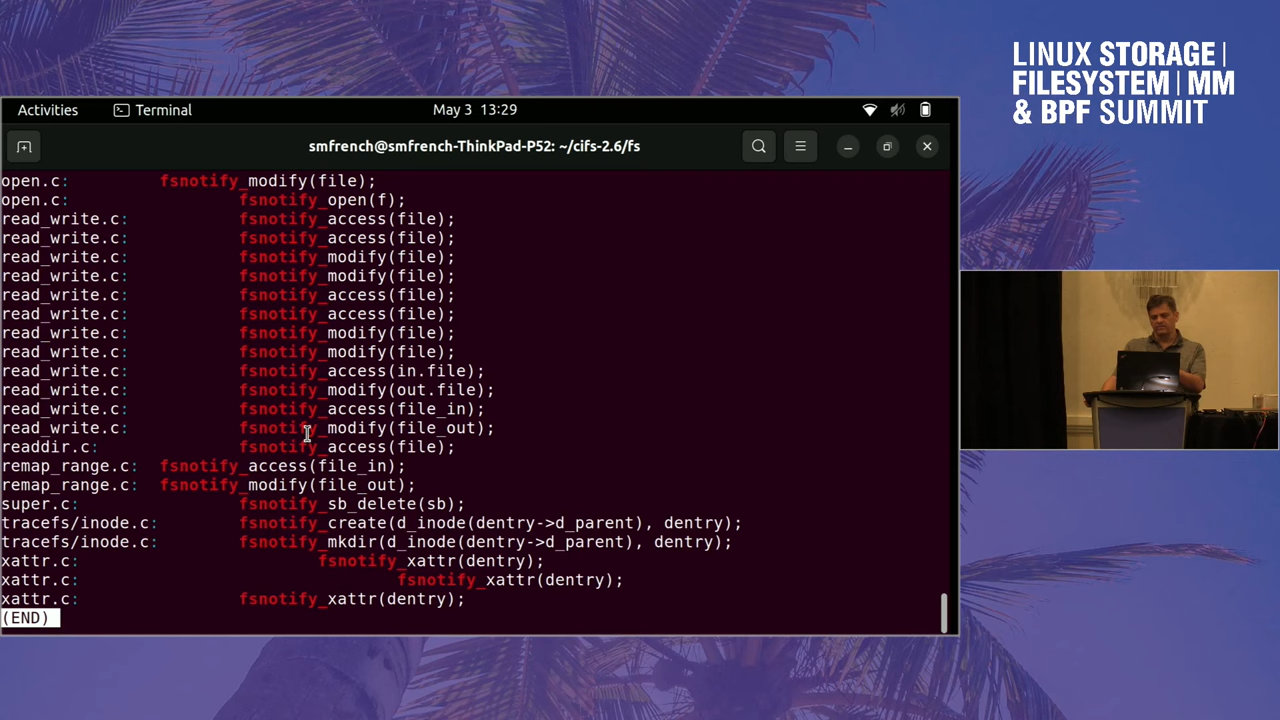 LINUX STORAGE |
FILESYSTEM | MM
& BPF SUMMIT
Activities Terminal May 3 13:29
smfrench@smfrench-ThinkPad-P52: ~/cifs-2.6/fs
open.c: fsnotify_modify(file);
open.c: fsnotify_open(f);
read_write.c: fsnotify_access(file);
read_write.c: fsnotify_access(file);
read_write.c: fsnotify_modify(file);
read_write.c: fsnotify_modify(file);
read_write.c: fsnotify_access(file);
read_write.c: fsnotify_access(file);
read_write.c: fsnotify_modify(file);
read_write.c: fsnotify_modify(file);
read_write.c: fsnotify_access(in.file);
read_write.c: fsnotify_modify(out.file);
read_write.c: fsnotify_access(file_in);
read_write.c: fsnotify_modify(file_out);
readdir.c: fsnotify_access(file);
remap_range.c: fsnotify_access(file_in);
remap_range.c: fsnotify_modify(file_out);
super.c: fsnotify_sb_delete(sb);
tracefs/inode.c: fsnotify_create(d_inode(dentry->d_parent), dentry);
tracefs/inode.c: fsnotify_mkdir(d_inode(dentry->d_parent), dentry);
xattr.c: fsnotify_xattr(dentry);
xattr.c: fsnotify_xattr(dentry);
xattr.c: fsnotify_xattr(dentry);
(END)